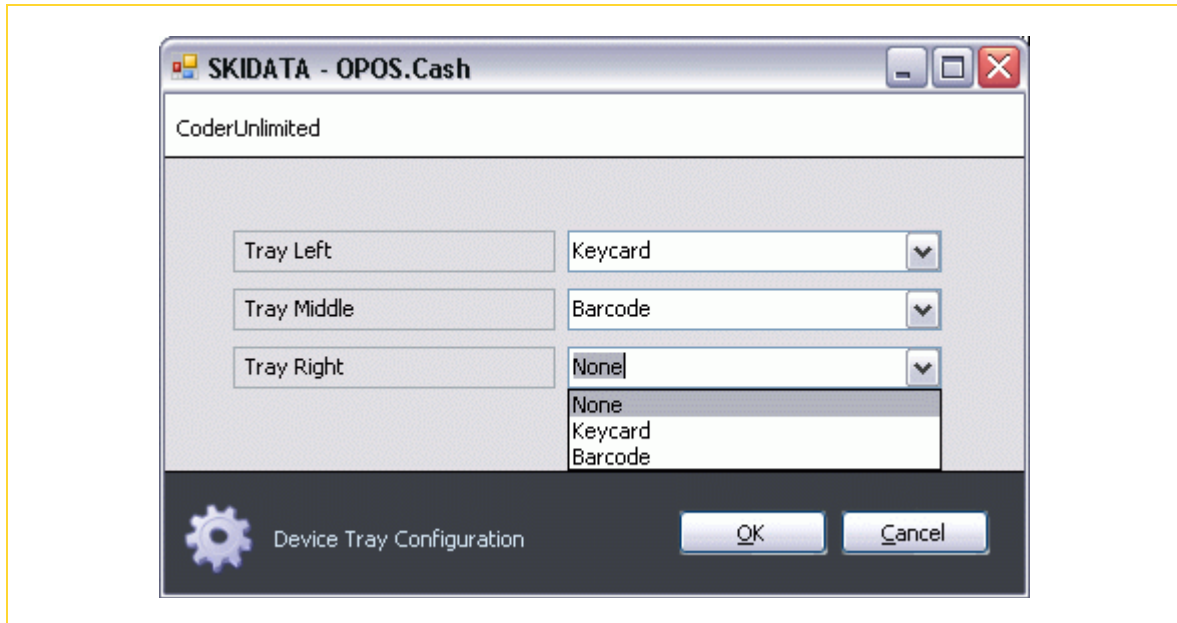 SKIDATA - OPOS.Cash
CoderUnlimited
Tray Left Keycard
Tray Middle Barcode
Tray Right None
None
Keycard
Barcode
Device Tray Configuration OK Cancel